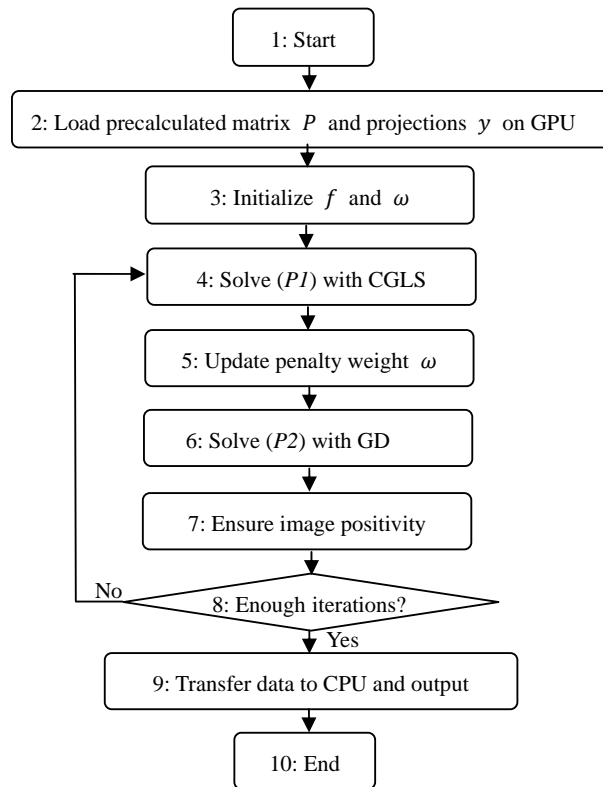 1: Start
2: Load precalculated matrix P and projections y on GPU
3: Initialize f and ω
4: Solve (P1) with CGLS
5: Update penalty weight ω
6: Solve (P2) with GD
7: Ensure image positivity
No
8: Enough iterations?
Yes
9: Transfer data to CPU and output
10: End